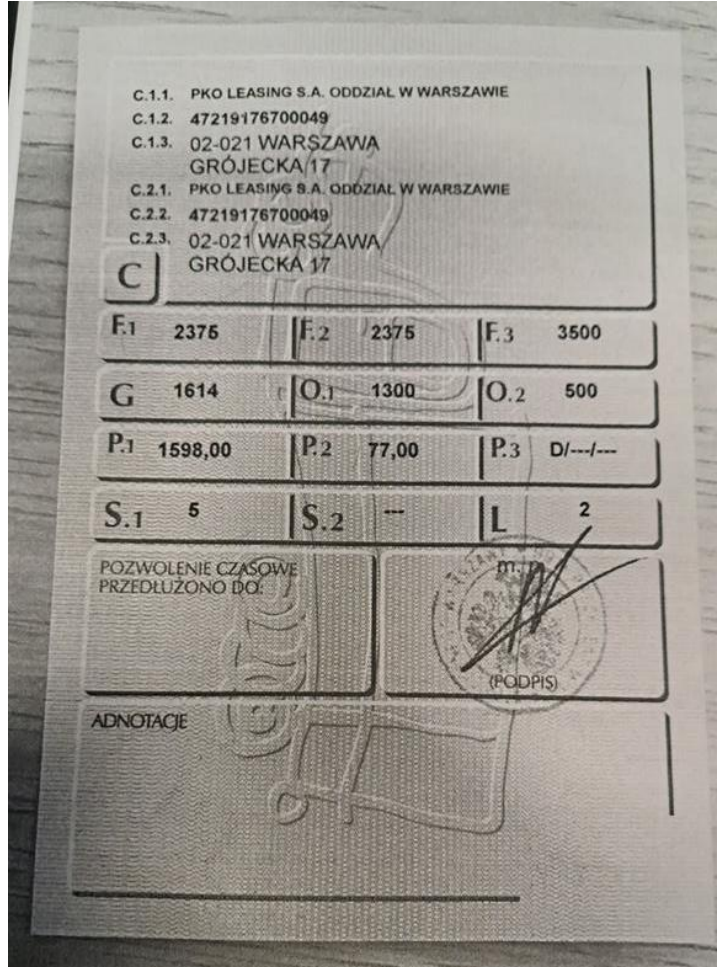 C.1.1. PKO LEASING S.A. ODDZIAŁ W WARSZAWIE
C.1.2. 47219176700049
C.1.3. 02-021 WARSZAWA
GRÓJECKA 17
C.2.1. PKO LEASING S.A. ODDZIAŁ W WARSZAWIE
C.2.2. 47219176700049
C.2.3. 02-021 WARSZAWA
GRÓJECKA 17
C
F.1 2375 F.2 2375 F.3 3500
G 1614 O.1 1300 O.2 500
P.1 1598,00 P.2 77,00 P.3 D/---/---
S.1 5 S.2 --- L 2
POZWOLENIE CZASOWE
PRZEDŁUŻONO DO:
m.p.
(PODPIS)
ADNOTACJE